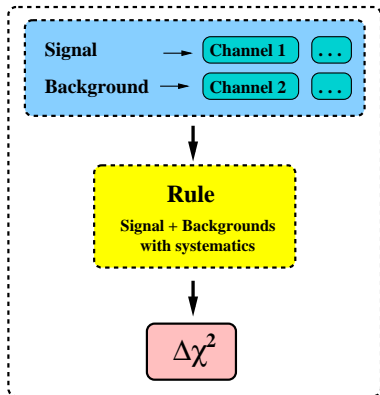 Signal → Channel 1 ...
Background → Channel 2 ...
Rule
Signal + Backgrounds
with systematics
Δχ²